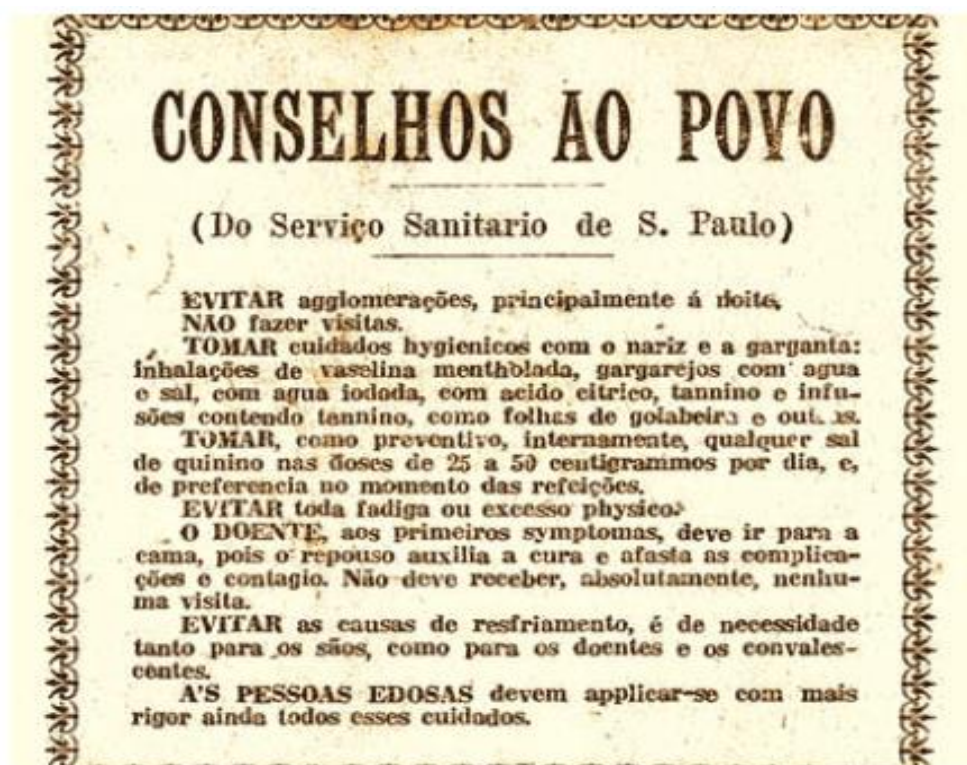 CONSELHOS AO POVO
(Do Serviço Sanitario de S. Paulo)
EVITAR agglomerações, principalmente á noite.
NÃO fazer visitas.
TOMAR cuidados hygienicos com o nariz e a garganta:
inhalações de vaselina mentholada, gargarejos com agua
e sal, com agua iodada, com acido citrico, tannino e infu-
sões contendo tannino, como folhas de goiabeira e
TOMAR, como preventivo, internamente, qualquer sal
de quinino nas doses de 25 a 50 centigrammos por dia, e,
de preferencia no momento das refeições.
EVITAR toda fadiga ou excesso physico.
O DOENTE, aos primeiros symptomas, deve ir para a
cama, pois o repouso auxilia a cura e afasta as complica-
ções e contagio. Não deve receber, absolutamente, nenhu-
ma visita.
EVITAR as causas de resfriamento, é de necessidade
tanto para os sãos, como para os doentes e os convales-
centes.
A'S PESSOAS EDOSAS devem applicar-se com mais
rigor ainda todos esses cuidados.